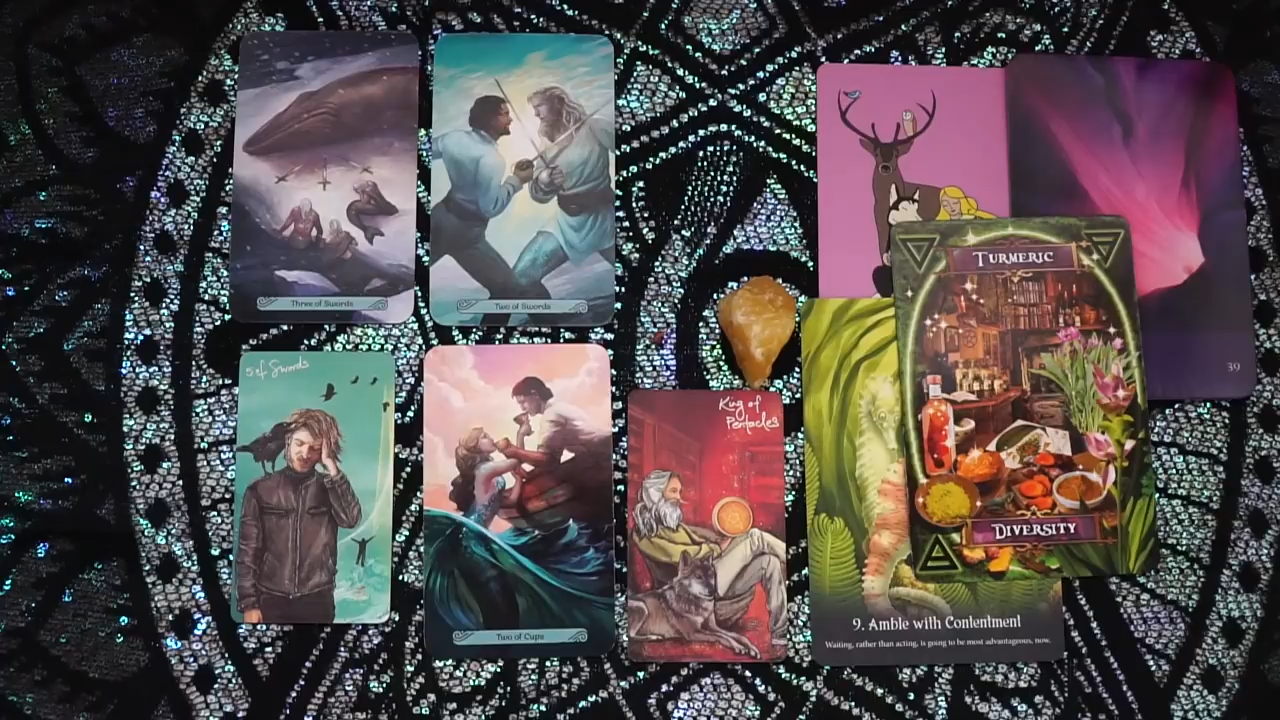 Three of Swords
Two of Swords
5 of Swords
Two of Cups
King of
Pentacles
TURMERIC
DIVERSITY
39
9. Amble with Contentment
Waiting, rather than acting, is going to be most advantageous, now.